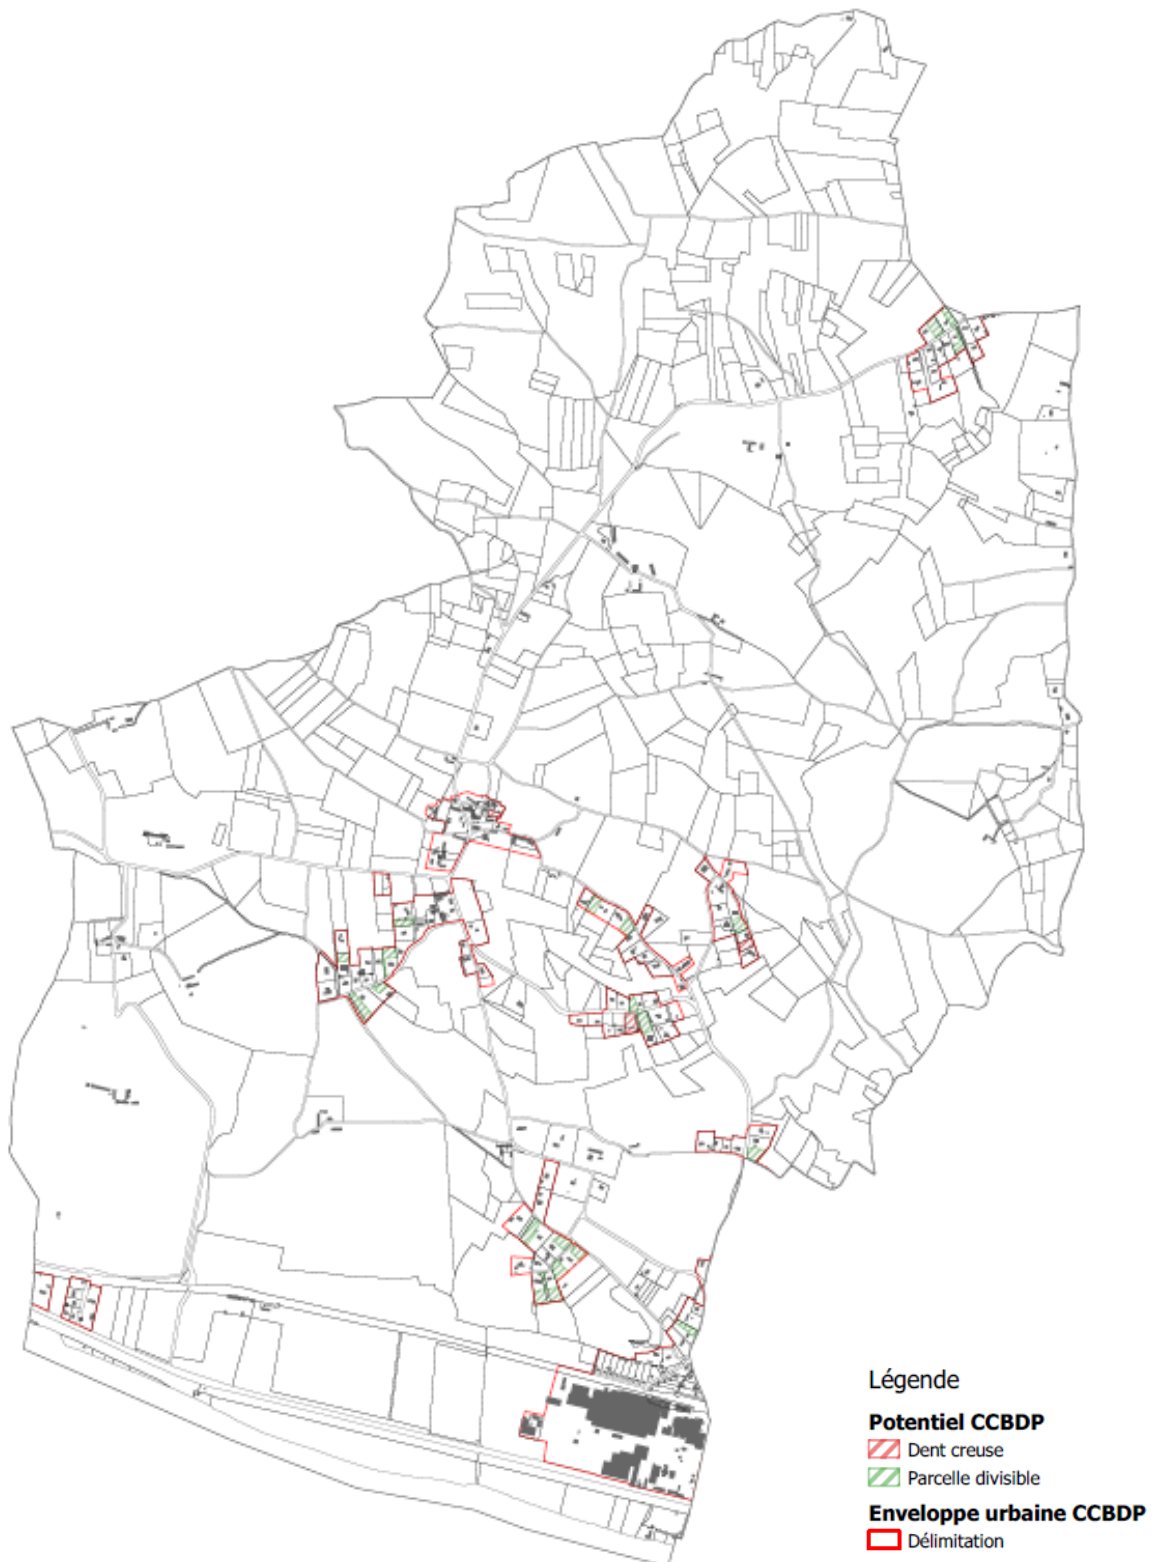 Légende
Potentiel CCBDP
Dent creuse
Parcelle divisible
Enveloppe urbaine CCBDP
Délimitation